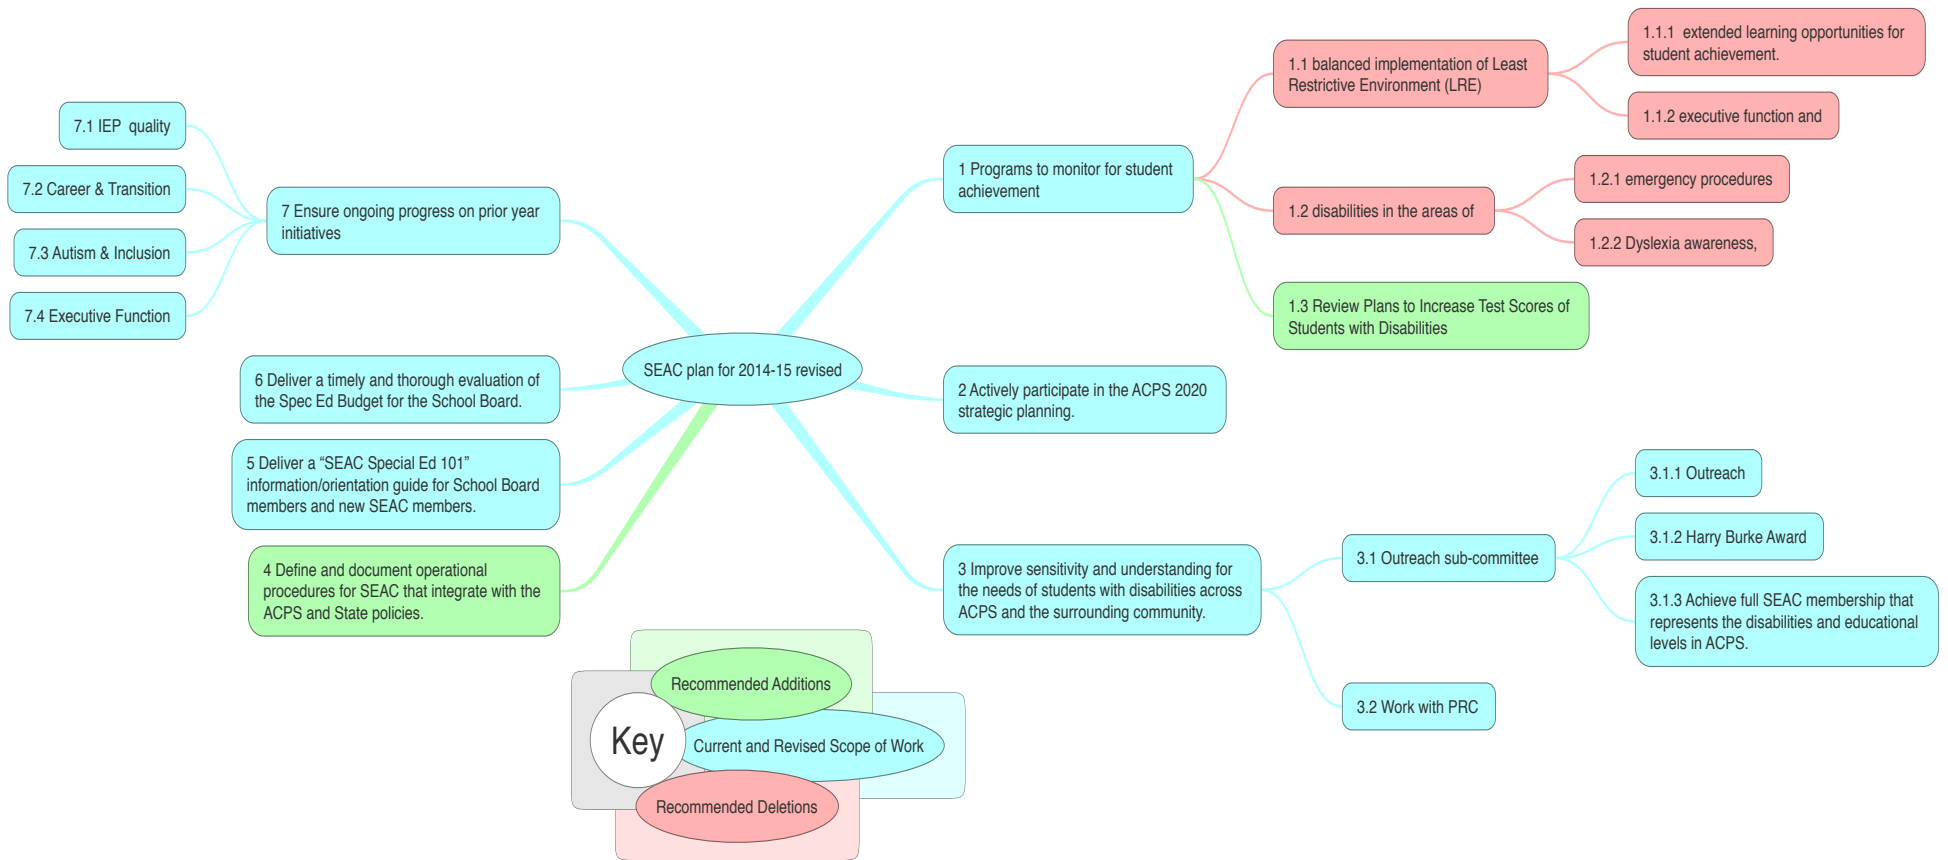 SEAC plan for 2014-15 revised
1 Programs to monitor for student
achievement
1.1 balanced implementation of Least
Restrictive Environment (LRE)
1.1.1  extended learning opportunities for
student achievement.
1.1.2 executive function and
1.2 disabilities in the areas of
1.2.1 emergency procedures
1.2.2 Dyslexia awareness,
1.3 Review Plans to Increase Test Scores of
Students with Disabilities
2 Actively participate in the ACPS 2020
strategic planning.
3 Improve sensitivity and understanding for
the needs of students with disabilities across
ACPS and the surrounding community.
3.1 Outreach sub-committee
3.1.1 Outreach
3.1.2 Harry Burke Award
3.1.3 Achieve full SEAC membership that
represents the disabilities and educational
levels in ACPS.
3.2 Work with PRC
4 Define and document operational
procedures for SEAC that integrate with the
ACPS and State policies.
5 Deliver a “SEAC Special Ed 101”
information/orientation guide for School Board
members and new SEAC members.
6 Deliver a timely and thorough evaluation of
the Spec Ed Budget for the School Board.
7 Ensure ongoing progress on prior year
initiatives
7.1 IEP  quality
7.2 Career & Transition
7.3 Autism & Inclusion
7.4 Executive Function
Key
Recommended Additions
Current and Revised Scope of Work
Recommended Deletions